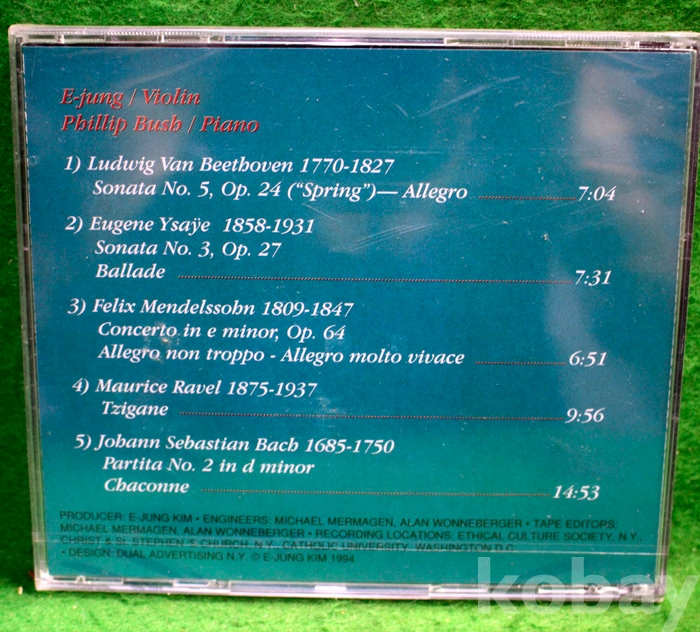 E-jung / Violin
Phillip Bush / Piano
1) Ludwig Van Beethoven 1770-1827
Sonata No. 5, Op. 24 ("Spring")— Allegro 7:04
2) Eugene Ysaÿe 1858-1931
Sonata No. 3, Op. 27
Ballade 7:31
3) Felix Mendelssohn 1809-1847
Concerto in e minor, Op. 64
Allegro non troppo - Allegro molto vivace 6:51
4) Maurice Ravel 1875-1937
Tzigane 9:56
5) Johann Sebastian Bach 1685-1750
Partita No. 2 in d minor
Chaconne 14:53
PRODUCER: E-JUNG KIM • ENGINEERS: MICHAEL MERMAGEN, ALAN WONNEBERGER • TAPE EDITORS:
MICHAEL MERMAGEN, ALAN WONNEBERGER • RECORDING LOCATIONS: ETHICAL CULTURE SOCIETY, N.Y.,
CHRIST & St. STEPHEN'S CHURCH, N.Y., CATHOLIC UNIVERSITY, WASHINGTON D.C.
• DESIGN: DUAL ADVERTISING N.Y. © E-JUNG KIM 1994
kobay